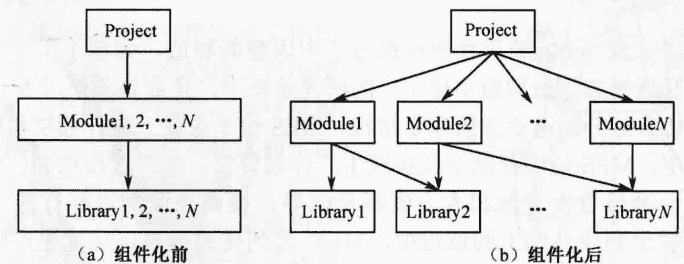 Project
Project
Module1, 2, …, N
Module1
Module2
…
ModuleN
Library1, 2, …, N
Library1
Library2
…
LibraryN
(a) 组件化前
(b) 组件化后